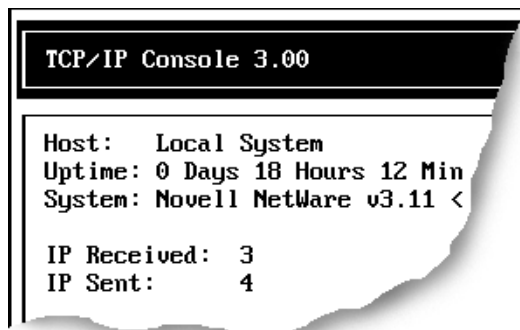 TCP/IP Console 3.00
Host: Local System
Uptime: 0 Days 18 Hours 12 Min
System: Novell NetWare v3.11 <
IP Received: 3
IP Sent: 4